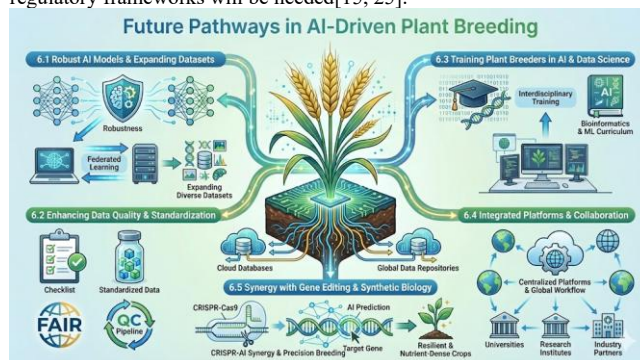 regulatory frameworks will be needed[15, 25].
Future Pathways in AI-Driven Plant Breeding
6.1 Robust AI Models & Expanding Datasets
Robustness
Federated
Learning
Expanding
Diverse Datasets
6.3 Training Plant Breeders in AI & Data Science
Interdisciplinary
Training
AI
Bioinformatics
& ML Curriculum
6.2 Enhancing Data Quality & Standardization
Checklist
Standardized Data
FAIR
QC
Pipeline
Cloud Databases
Global Data Repositories
6.4 Integrated Platforms & Collaboration
Centralized Platforms
& Global Workflow
Universities
Research
Institutes
Industry
Partners
6.5 Synergy with Gene Editing & Synthetic Biology
CRISPR-Cas9
AI Prediction
Target Gene
CRISPR-AI Synergy & Precision Breeding
Resilient &
Nutrient-Dense Crops